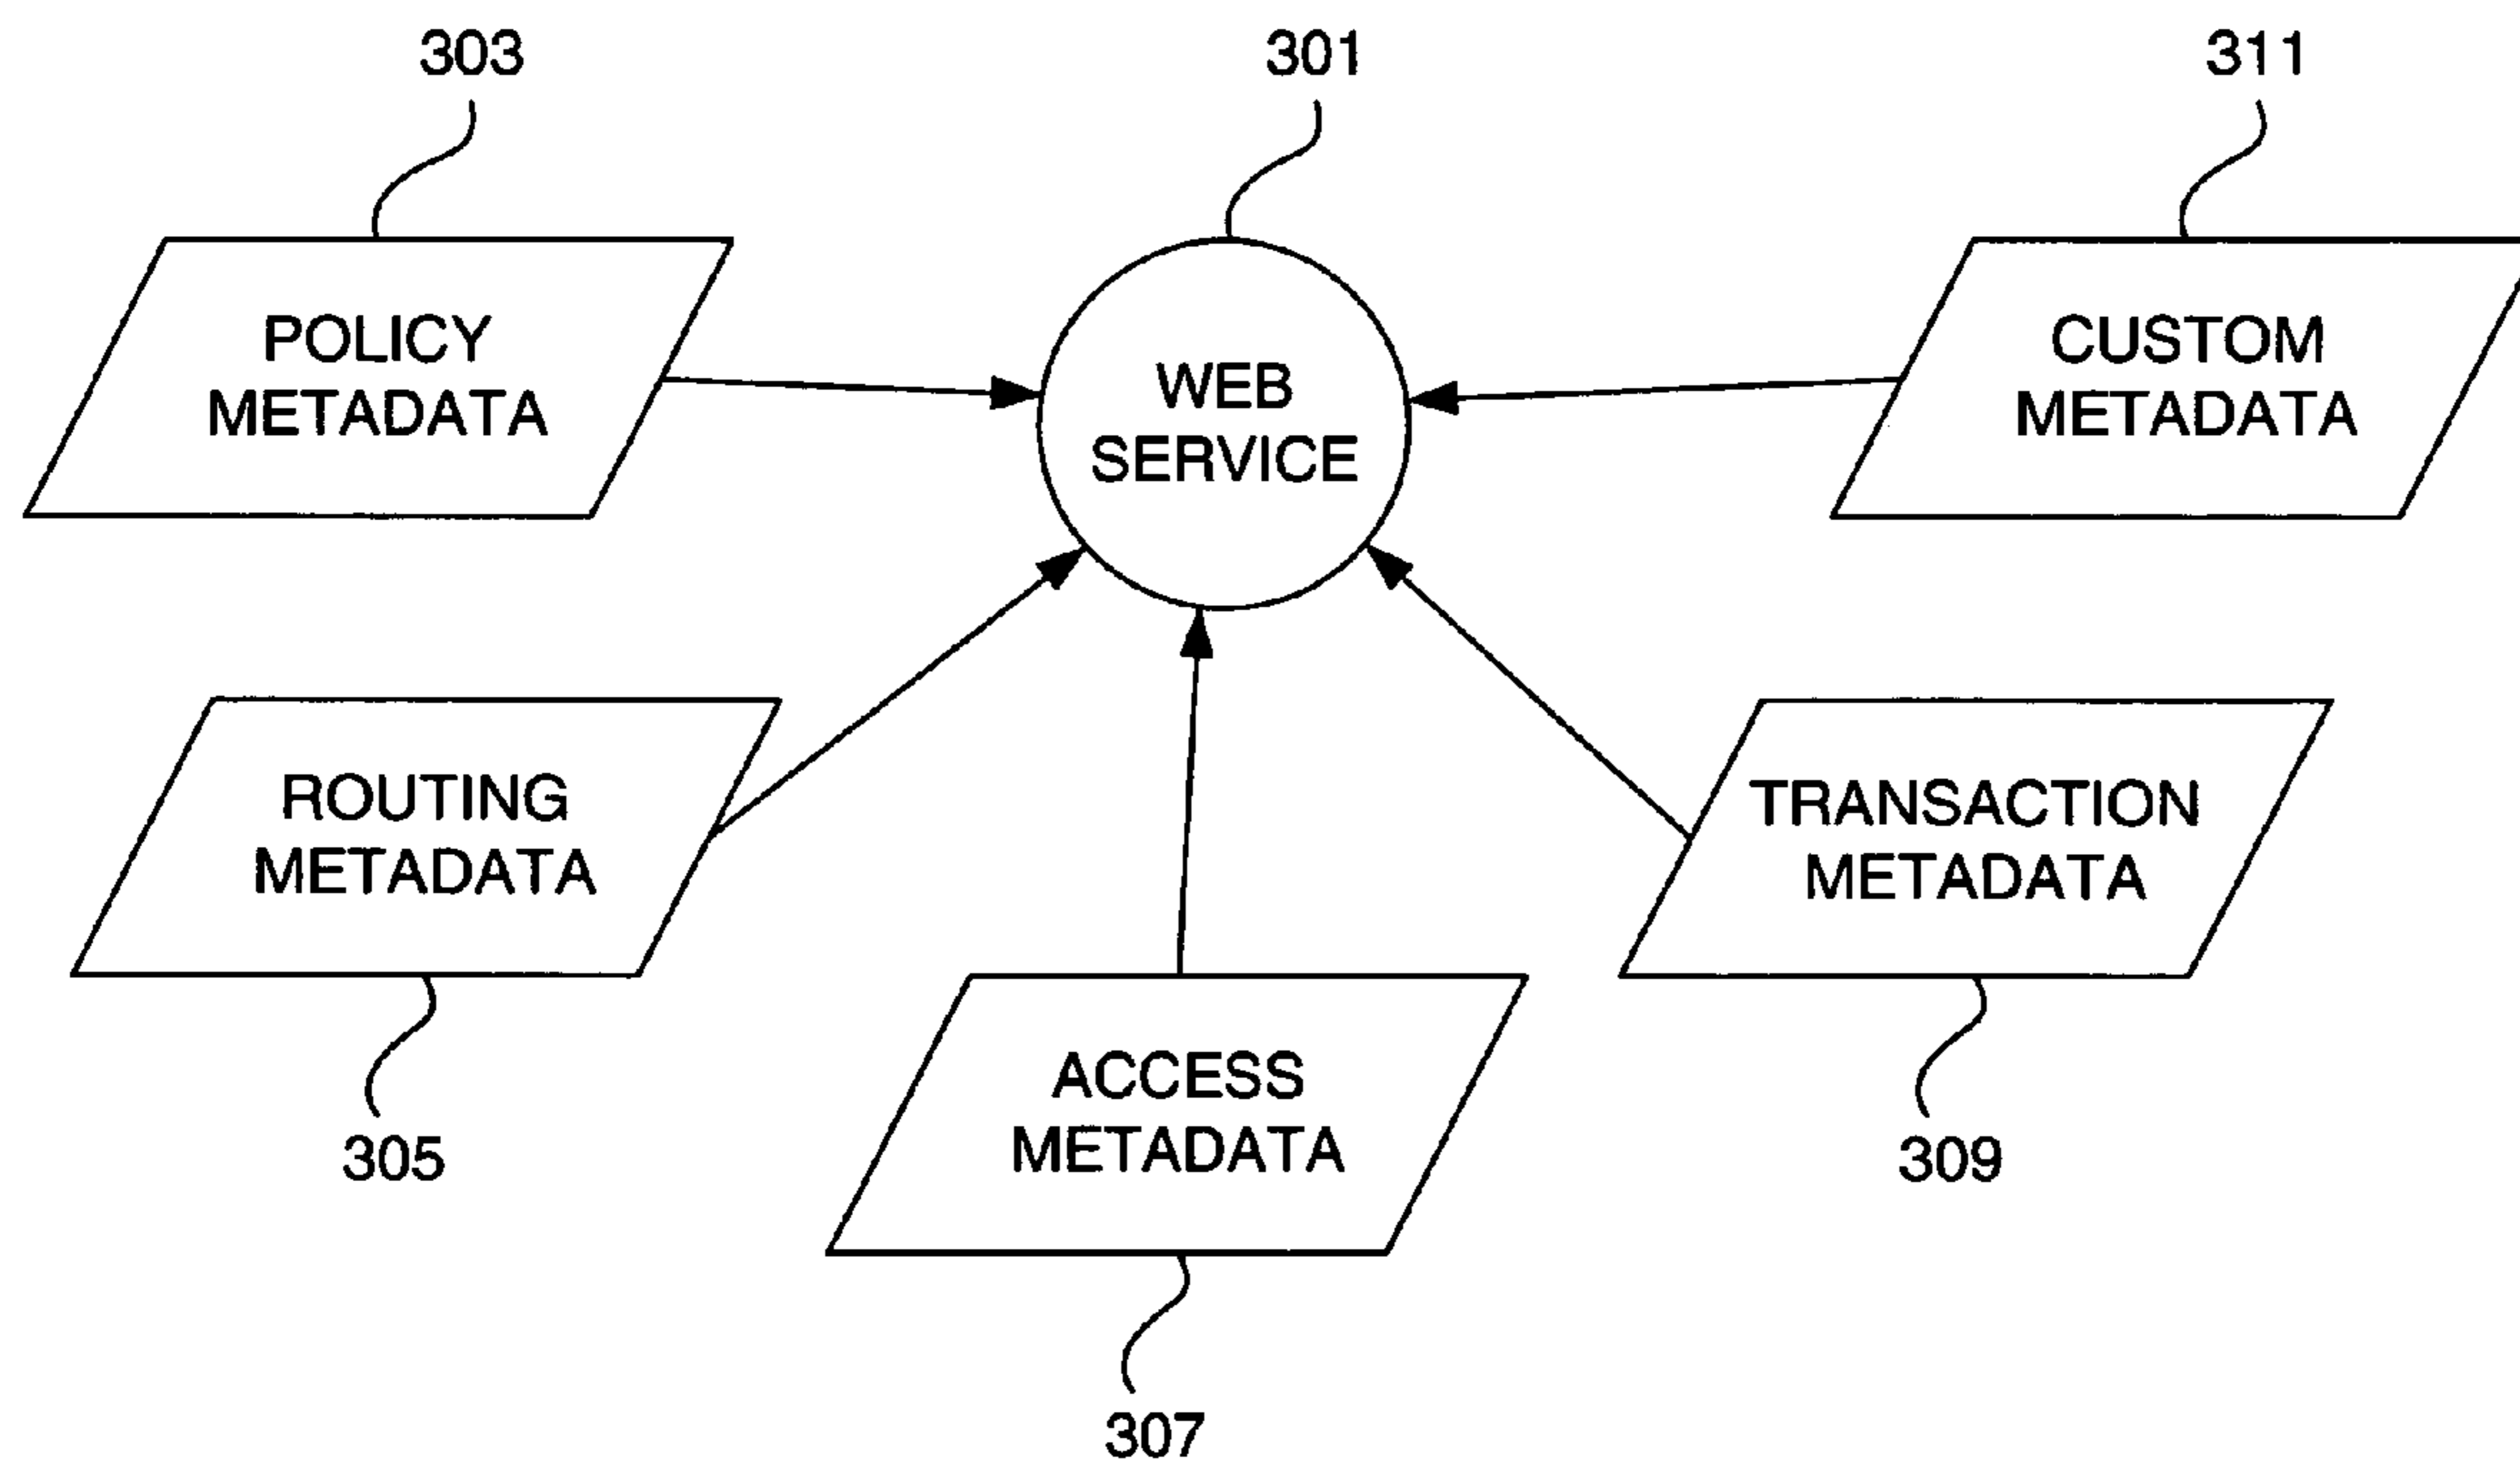 303
301
311
POLICY
METADATA
WEB
SERVICE
CUSTOM
METADATA
ROUTING
METADATA
TRANSACTION
METADATA
ACCESS
METADATA
305
309
307